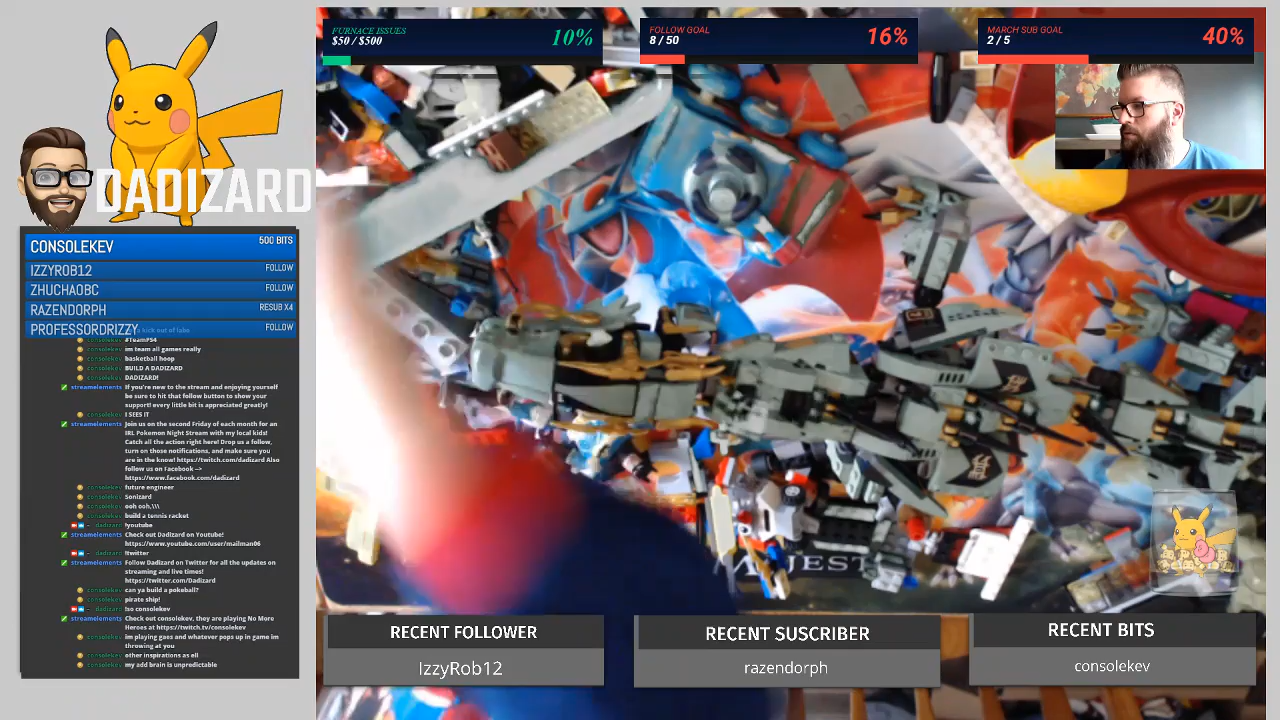 FURNACE ISSUES
$50 / $500
10%
FOLLOW GOAL
8 / 50
16%
MARCH SUB GOAL
2 / 5
40%
DADIZARD
CONSOLEKEV 500 BITS
IZZYROB12 FOLLOW
ZHUCHAOBC FOLLOW
RAZENDORPH RESUB X4
PROFESSORDRIZZY FOLLOW
kick out of labo
consolekev #TeamP54
consolekev im team all games really
consolekev basketball hoop
consolekev BUILD A DADIZARD
consolekev DADIZARD!
streamelements If you're new to the stream and enjoying yourself
be sure to hit that follow button to show your
support! every little bit is appreciated greatly!
consolekev I SEES IT
streamelements Join us on the second Friday of each month for an
IRL Pokemon Night Stream with my local kids!
Catch all the action right here! Drop us a follow,
turn on those notifications, and make sure you
are in the know! https://twitch.com/dadizard Also
follow us on Facebook -->
https://www.facebook.com/dadizard
consolekev future engineer
consolekev Sonizard
consolekev ooh ooh,\\\
consolekev build a tennis racket
dadizard !youtube
streamelements Check out Dadizard on Youtube!
https://www.youtube.com/user/mailman06
dadizard !twitter
streamelements Follow Dadizard on Twitter for all the updates on
streaming and live times!
https://twitter.com/Dadizard
consolekev can ya build a pokeball?
consolekev pirate ship!
dadizard !so consolekev
streamelements Check out consolekev, they are playing No More
Heroes at https://twitch.tv/consolekev
consolekev im playing goes and whatever pops up in game im
throwing at you
consolekev other inspirations as ell
consolekev my add brain is unpredictable
MAJEST
RECENT FOLLOWER
IzzyRob12
RECENT SUSCRIBER
razendorph
RECENT BITS
consolekev